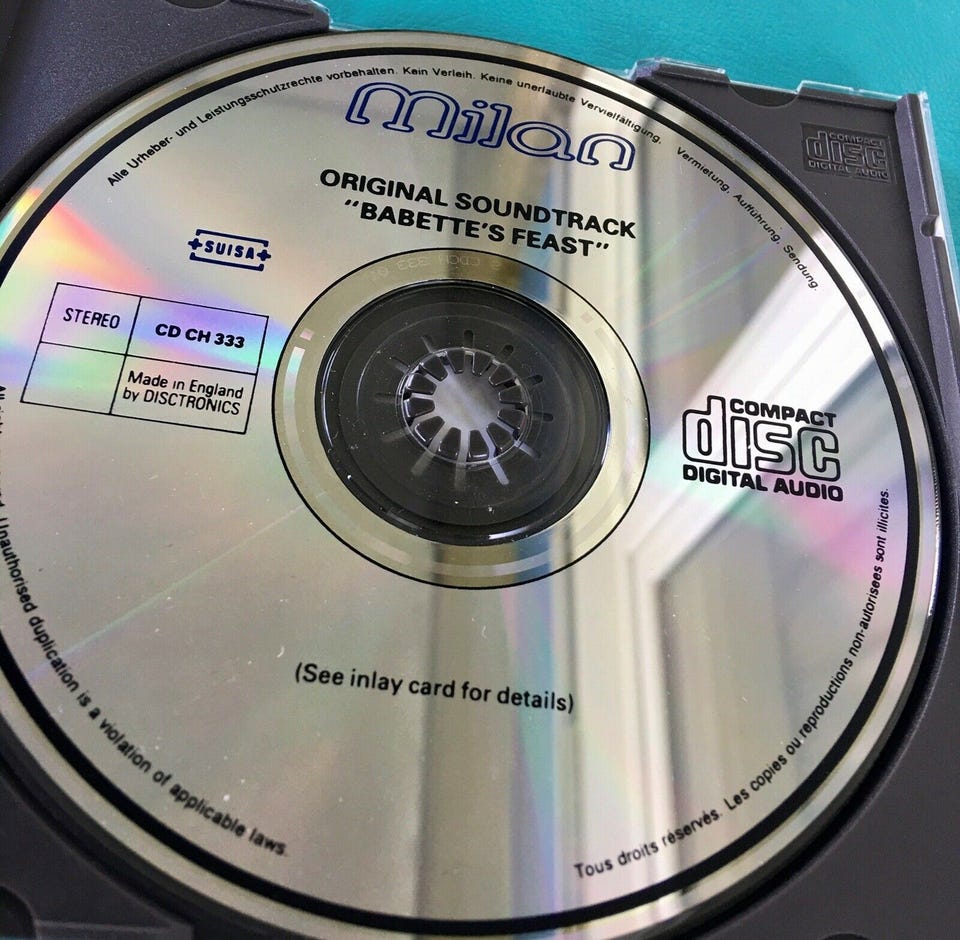 Alle Urheber- und Leistungsschutzrechte vorbehalten. Kein Verleih. Keine unerlaubte Vervielfältigung, Vermietung, Aufführung, Sendung.
Milan
ORIGINAL SOUNDTRACK
"BABETTE'S FEAST"
SUISA
STEREO
CD CH 333
Made in England
by DISCTRONICS
COMPACT
disc
DIGITAL AUDIO
COMPACT
disc
DIGITAL AUDIO
(See inlay card for details)
Unauthorised duplication is a violation of applicable laws.
Tous droits réservés. Les copies ou reproductions non-autorisees sont illicites.